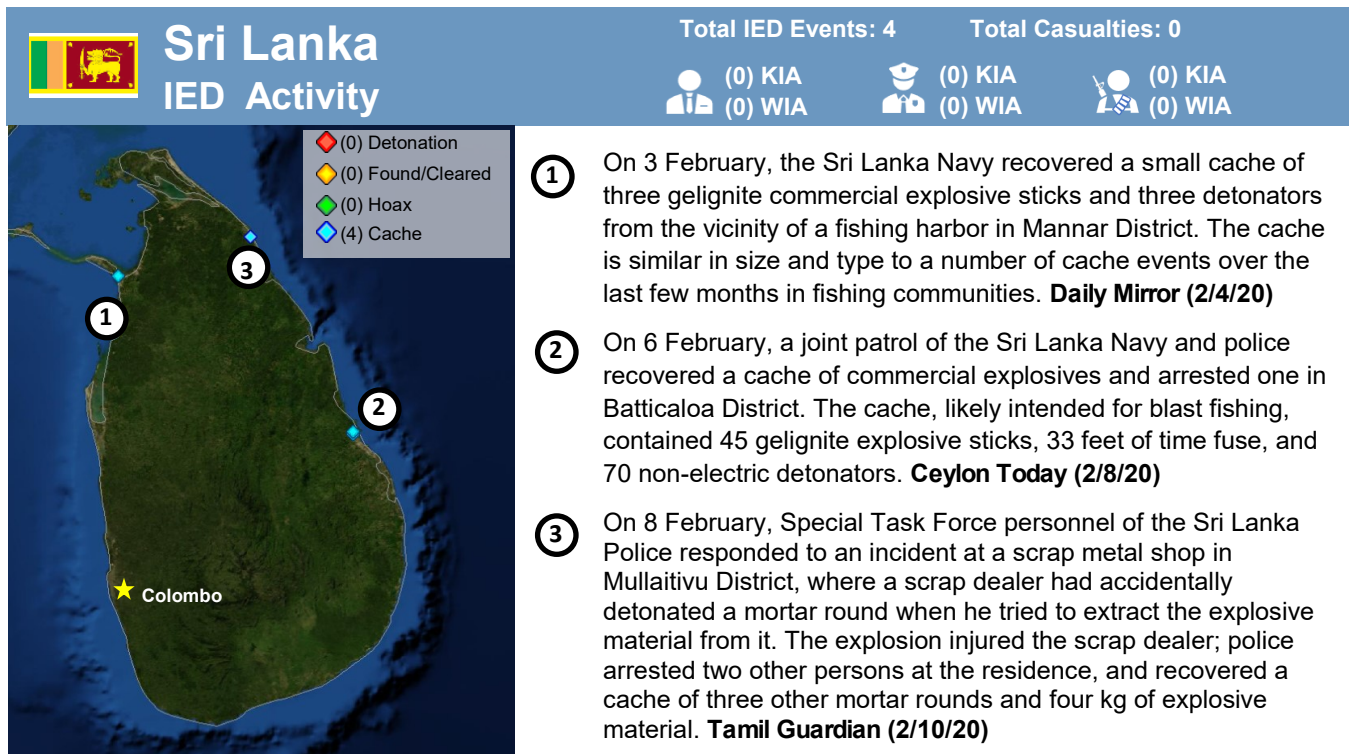 Sri Lanka
IED Activity
Total IED Events: 4
Total Casualties: 0
(0) KIA
(0) WIA
(0) KIA
(0) WIA
(0) KIA
(0) WIA
(0) Detonation
(0) Found/Cleared
(0) Hoax
(4) Cache
3
1
2
Colombo
1
On 3 February, the Sri Lanka Navy recovered a small cache of
three gelignite commercial explosive sticks and three detonators
from the vicinity of a fishing harbor in Mannar District. The cache
is similar in size and type to a number of cache events over the
last few months in fishing communities. Daily Mirror (2/4/20)
2
On 6 February, a joint patrol of the Sri Lanka Navy and police
recovered a cache of commercial explosives and arrested one in
Batticaloa District. The cache, likely intended for blast fishing,
contained 45 gelignite explosive sticks, 33 feet of time fuse, and
70 non-electric detonators. Ceylon Today (2/8/20)
3
On 8 February, Special Task Force personnel of the Sri Lanka
Police responded to an incident at a scrap metal shop in
Mullaitivu District, where a scrap dealer had accidentally
detonated a mortar round when he tried to extract the explosive
material from it. The explosion injured the scrap dealer; police
arrested two other persons at the residence, and recovered a
cache of three other mortar rounds and four kg of explosive
material. Tamil Guardian (2/10/20)